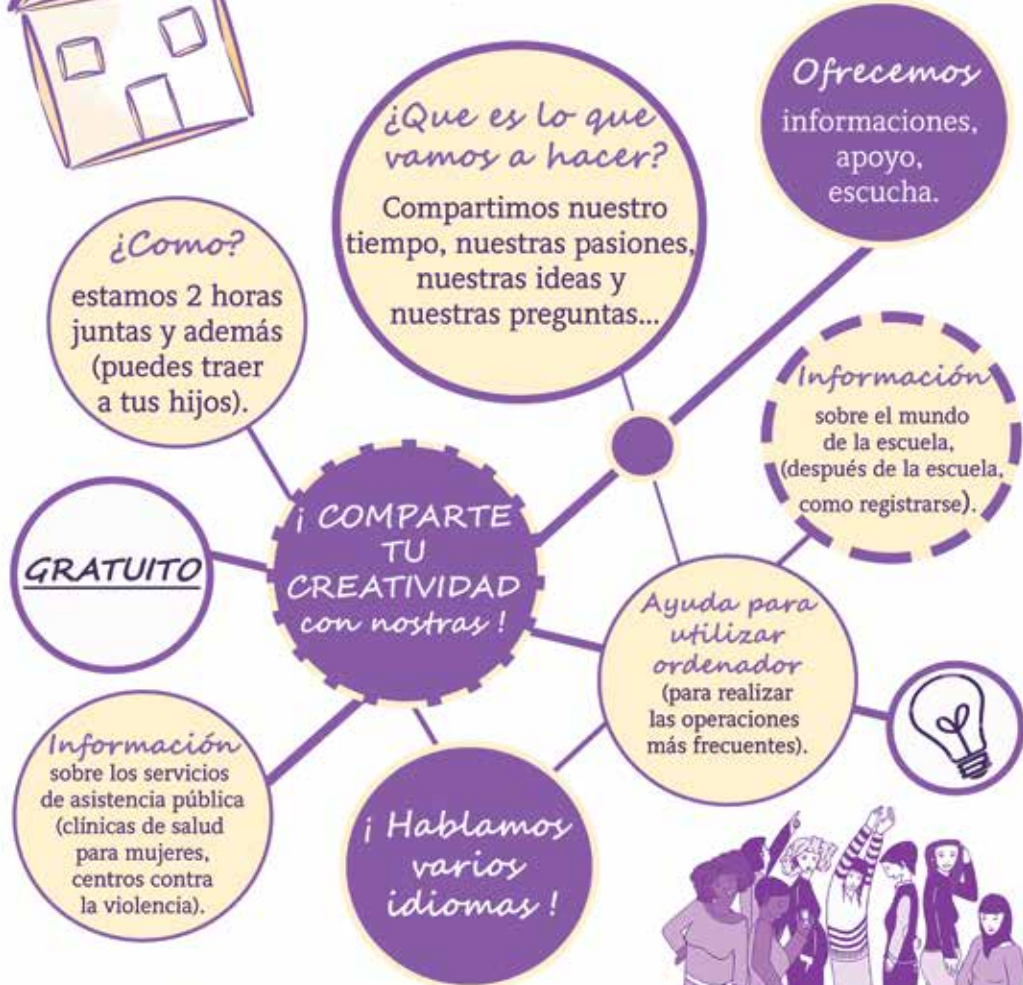 ¿Que es lo que
vamos a hacer?
Compartimos nuestro
tiempo, nuestras pasiones,
nuestras ideas y
nuestras preguntas...
Ofrecemos
informaciones,
apoyo,
escucha.
¿Como?
estamos 2 horas
juntas y además
(puedes traer
a tus hijos).
Información
sobre el mundo
de la escuela,
(después de la escuela,
como registrarse).
¡ COMPARTE
TU
CREATIVIDAD
con nostras !
GRATUITO
Ayuda para
utilizar
ordenador
(para realizar
las operaciones
más frecuentes).
Información
sobre los servicios
de asistencia pública
(clínicas de salud
para mujeres,
centros contra
la violencia).
¡ Hablamos
varios
idiomas !